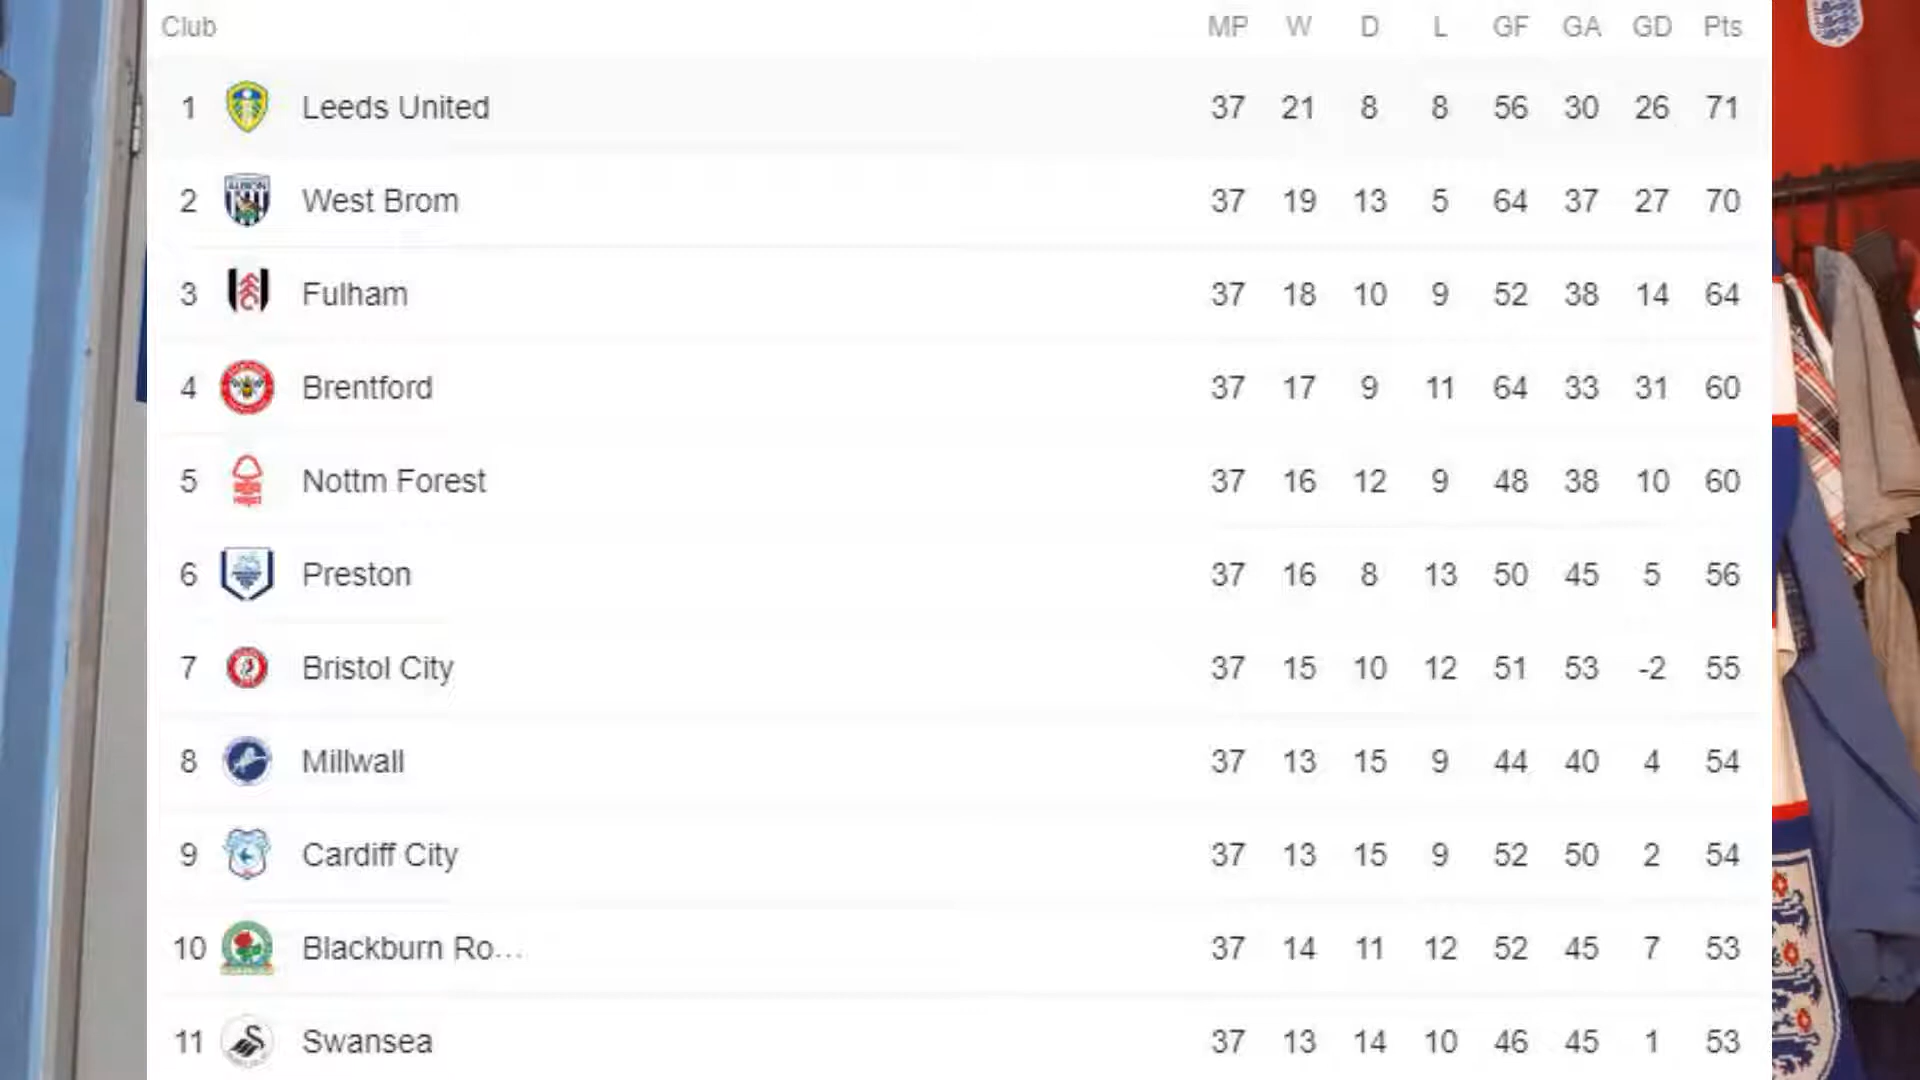 Club MP W D L GF GA GD Pts
1 Leeds United 37 21 8 8 56 30 26 71
2 West Brom 37 19 13 5 64 37 27 70
3 Fulham 37 18 10 9 52 38 14 64
4 Brentford 37 17 9 11 64 33 31 60
5 Nottm Forest 37 16 12 9 48 38 10 60
6 Preston 37 16 8 13 50 45 5 56
7 Bristol City 37 15 10 12 51 53 -2 55
8 Millwall 37 13 15 9 44 40 4 54
9 Cardiff City 37 13 15 9 52 50 2 54
10 Blackburn Ro... 37 14 11 12 52 45 7 53
11 Swansea 37 13 14 10 46 45 1 53